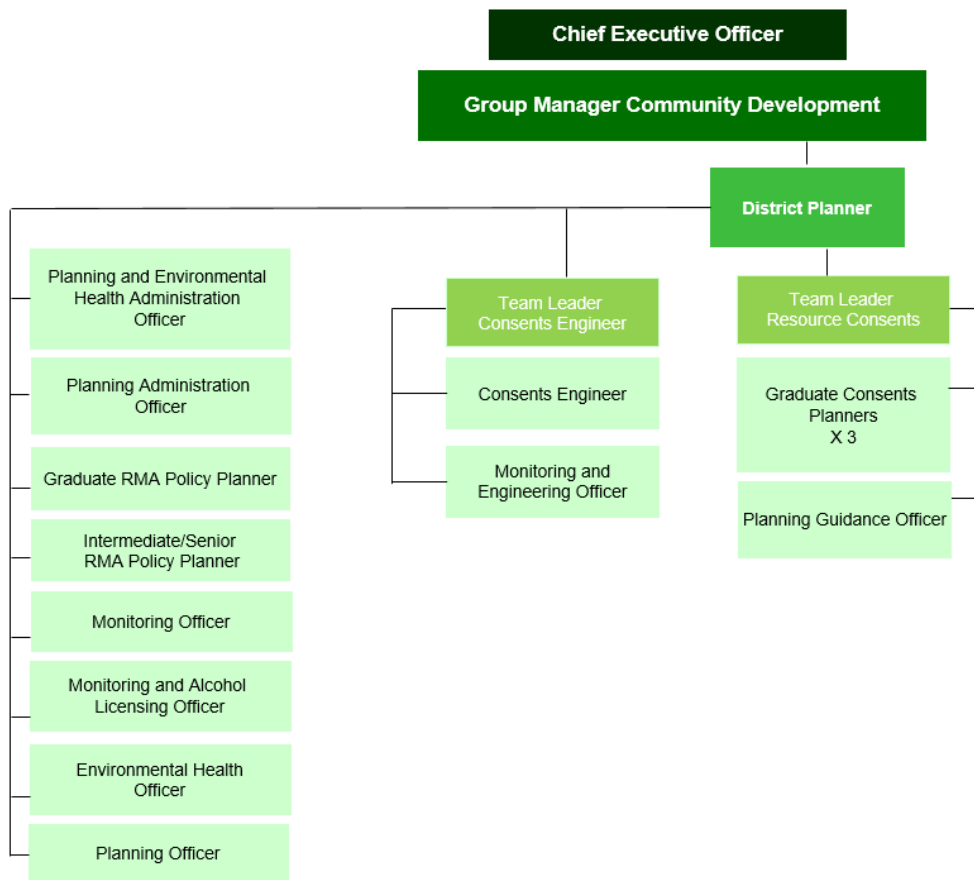 Chief Executive Officer
Group Manager Community Development
District Planner
Planning and Environmental
Health Administration
Officer
Planning Administration
Officer
Graduate RMA Policy Planner
Intermediate/Senior
RMA Policy Planner
Monitoring Officer
Monitoring and Alcohol
Licensing Officer
Environmental Health
Officer
Planning Officer
Team Leader
Consents Engineer
Consents Engineer
Monitoring and
Engineering Officer
Team Leader
Resource Consents
Graduate Consents
Planners
X 3
Planning Guidance Officer